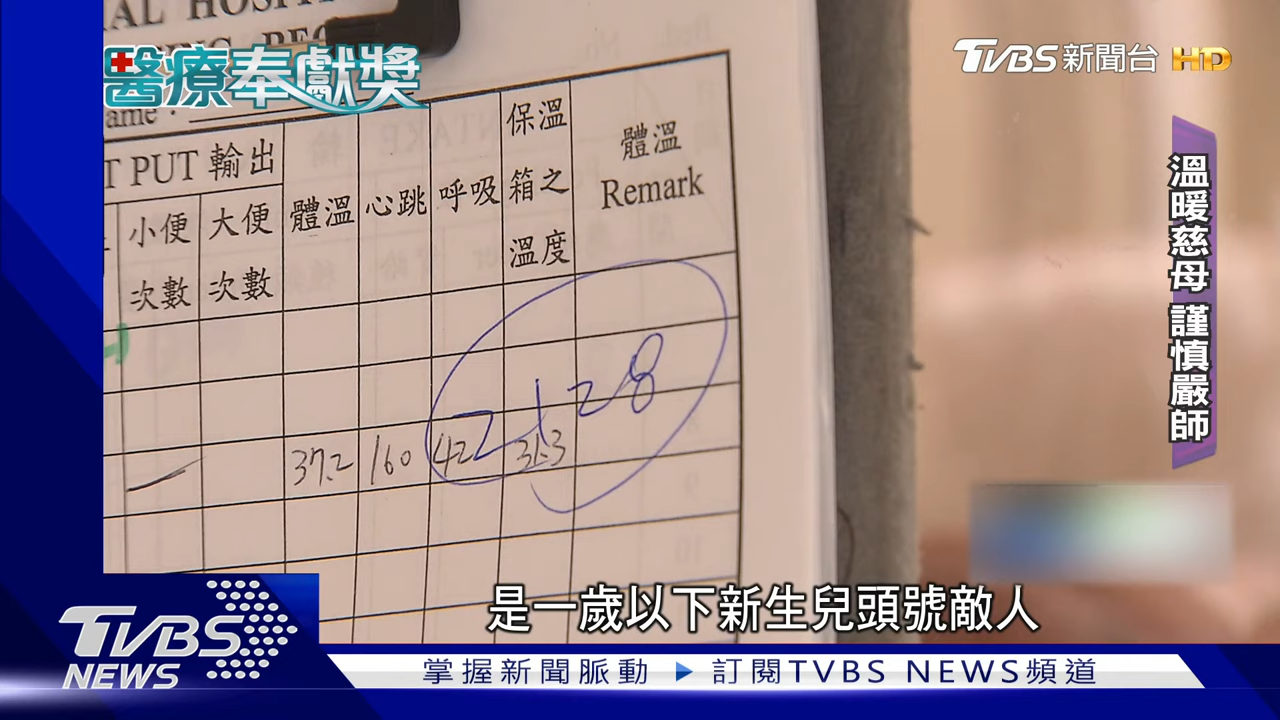 RAL HOSPI
醫療奉獻獎
ame：
TVBS新聞台 HD
溫暖慈母 謹慎嚴師
T PUT 輸出
小便次數
大便次數
體溫
心跳
呼吸
保溫箱之溫度
體溫
Remark
37.2 160 42
2128
是一歲以下新生兒頭號敵人
TVBS
NEWS
掌握新聞脈動 ▶ 訂閱TVBS NEWS頻道